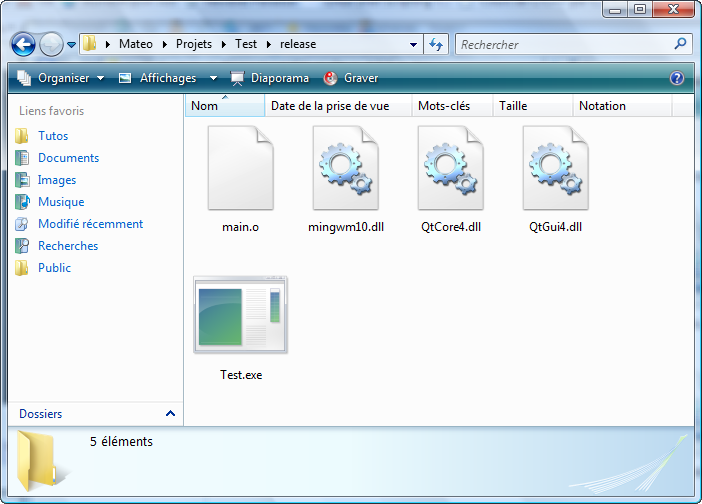 Mateo Projets Test release
Rechercher
Organiser Affichages Diaporama Graver
Liens favoris
Tutos
Documents
Images
Musique
Modifié récemment
Recherches
Public
Dossiers
Nom Date de la prise de vue Mots-clés Taille Notation
main.o mingwm10.dll QtCore4.dll QtGui4.dll
Test.exe
5 éléments